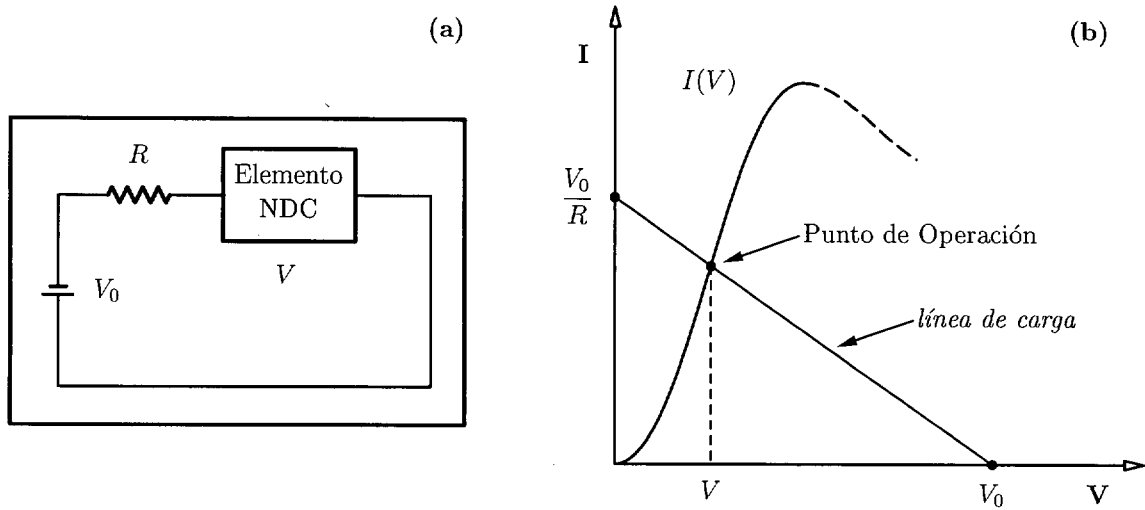 (a)
R
Elemento
NDC
V
V₀
(b)
I
I(V)
V₀
R
Punto de Operación
línea de carga
V
V₀
V